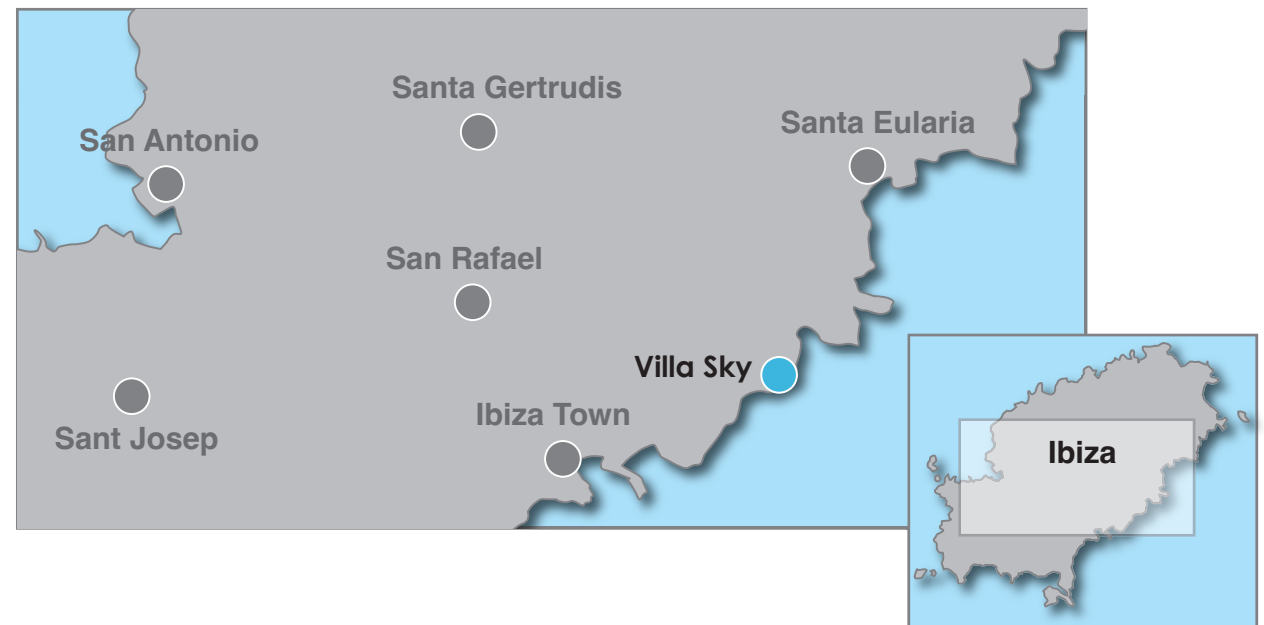 Santa Gertrudis
Santa Eularia
San Antonio
San Rafael
Villa Sky
Ibiza Town
Sant Josep
Ibiza